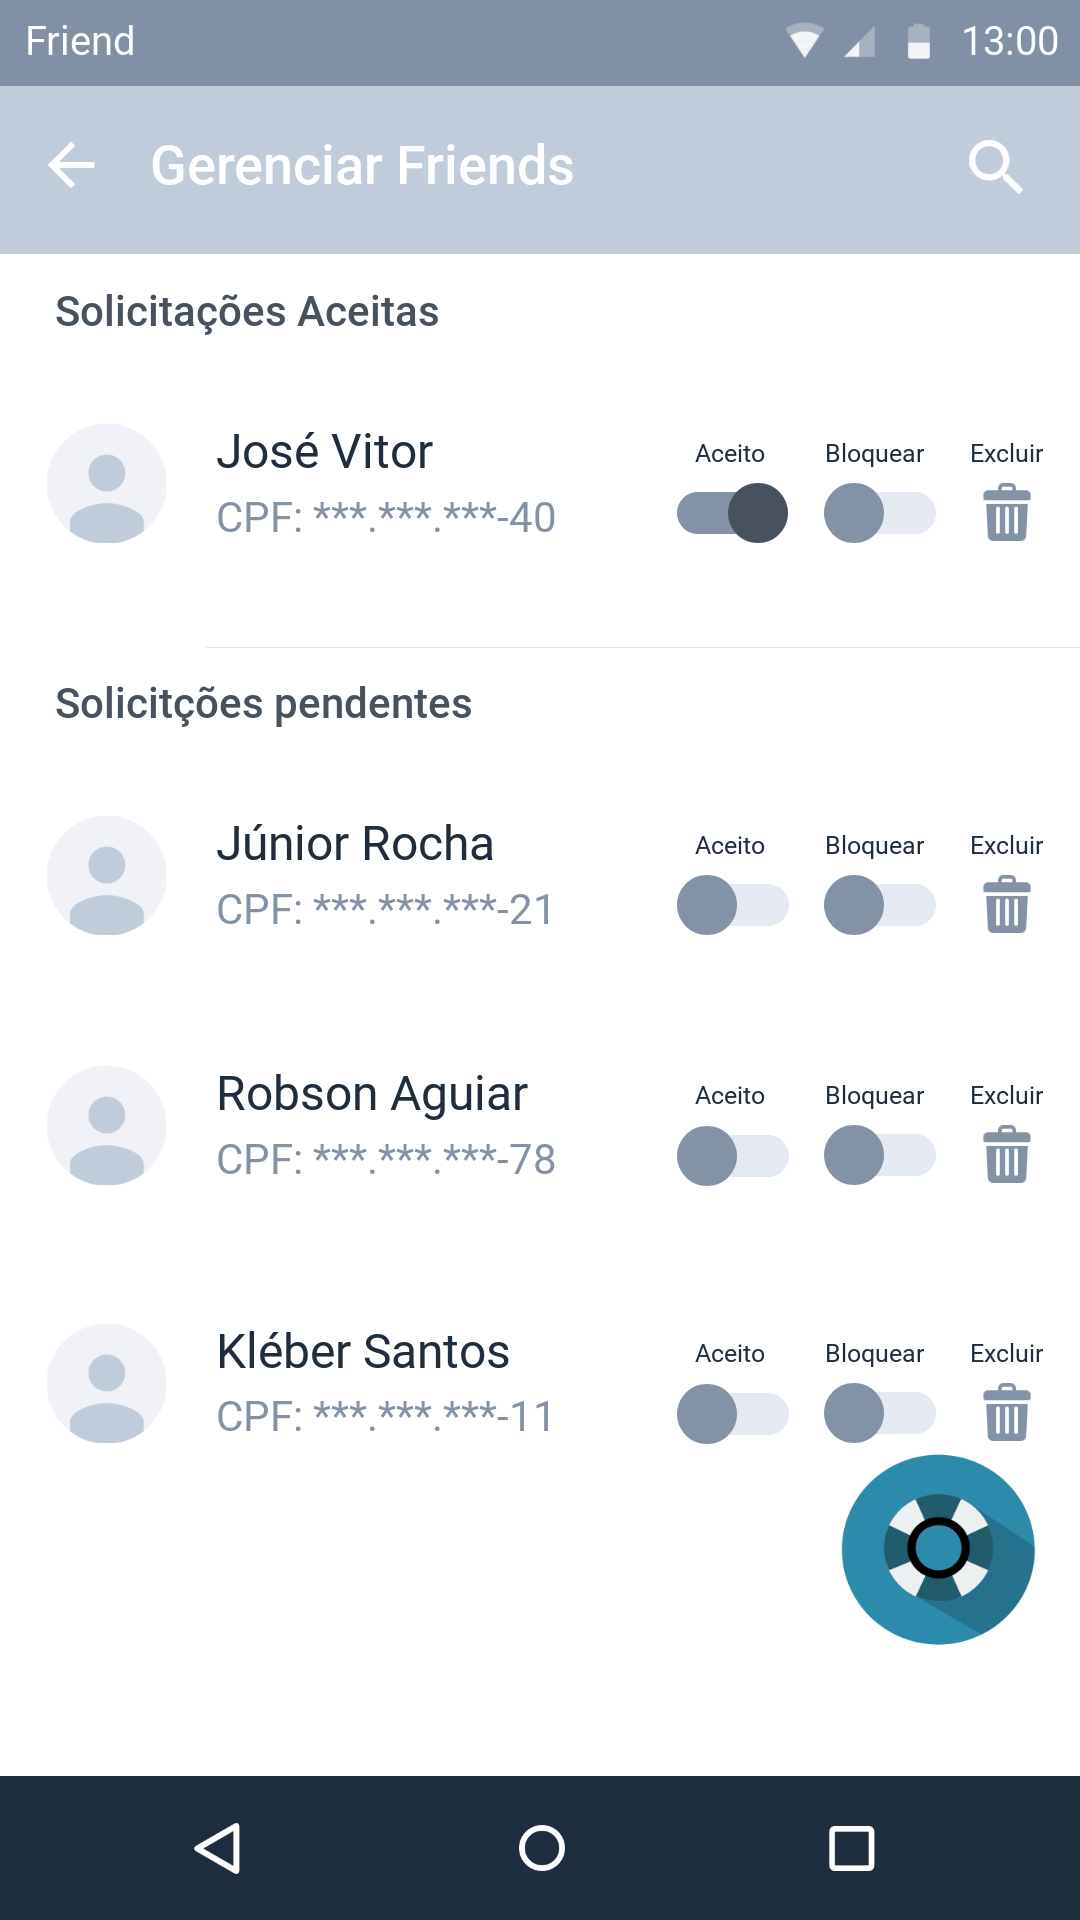 Friend 13:00
Gerenciar Friends
Solicitações Aceitas
José Vitor
CPF: ***.***.***-40
Aceito Bloquear Excluir
Solicitções pendentes
Júnior Rocha
CPF: ***.***.***-21
Aceito Bloquear Excluir
Robson Aguiar
CPF: ***.***.***-78
Aceito Bloquear Excluir
Kléber Santos
CPF: ***.***.***-11
Aceito Bloquear Excluir